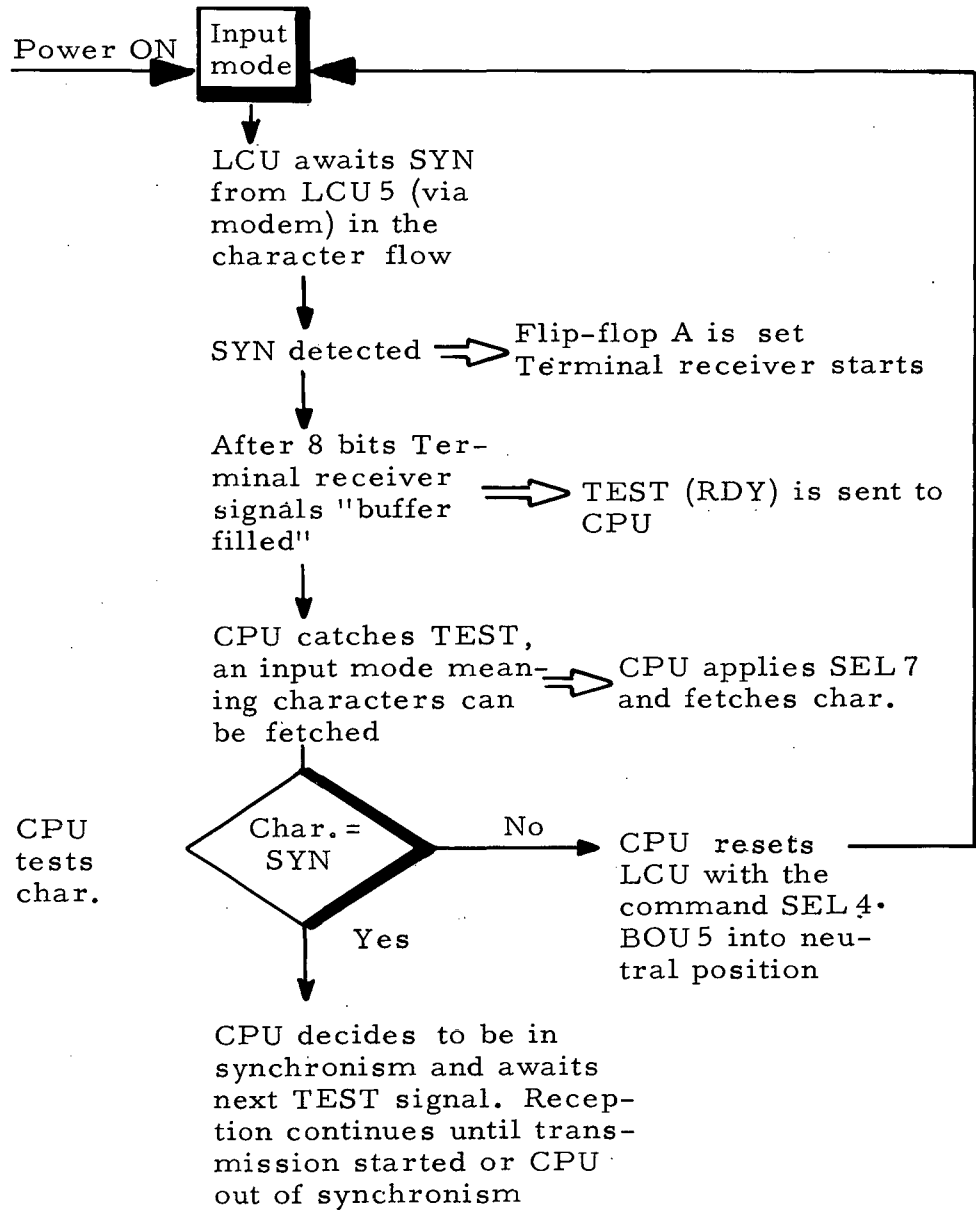 Power ON
Input
mode
LCU awaits SYN
from LCU 5 (via
modem) in the
character flow
SYN detected
Flip-flop A is set
Terminal receiver starts
After 8 bits Ter-
minal receiver
signals "buffer
filled"
TEST (RDY) is sent to
CPU
CPU catches TEST,
an input mode mean-
ing characters can
be fetched
CPU applies SEL 7
and fetches char.
CPU
tests
char.
Char. =
SYN
No
CPU resets
LCU with the
command SEL 4·
BOU 5 into neu-
tral position
Yes
CPU decides to be in
synchronism and awaits
next TEST signal. Recep-
tion continues until trans-
mission started or CPU
out of synchronism